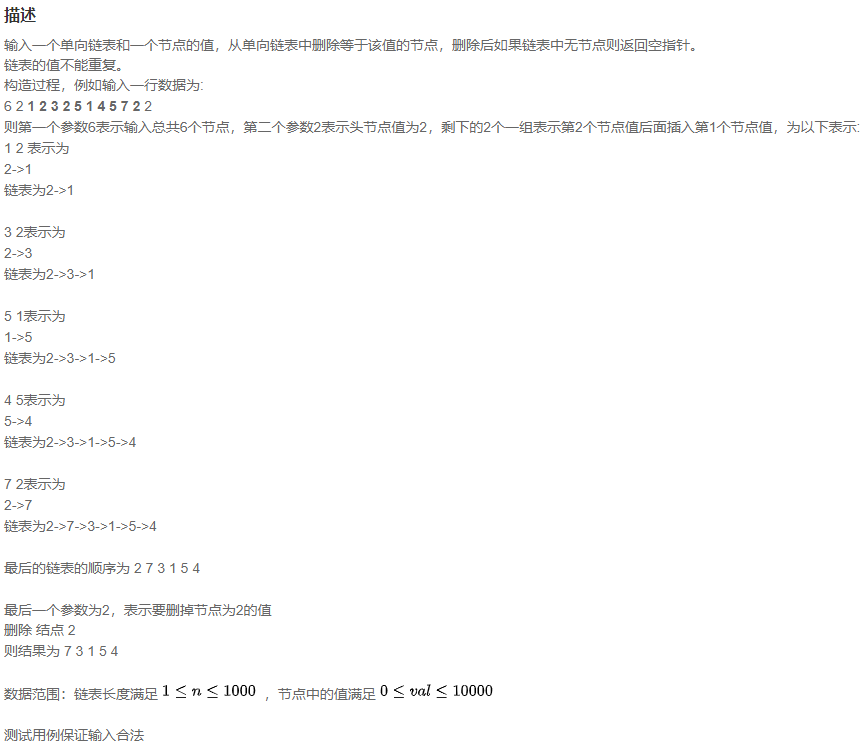 描述
输入一个单向链表和一个节点的值，从单向链表中删除等于该值的节点，删除后如果链表中无节点则返回空指针。
链表的值不能重复。
构造过程，例如输入一行数据为:
6 2 1 2 3 2 5 1 4 5 7 2 2
则第一个参数6表示输入总共6个节点，第二个参数2表示头节点值为2，剩下的2个一组表示第2个节点值后面插入第1个节点值，为以下表示:
1 2 表示为
2->1
链表为2->1
3 2表示为
2->3
链表为2->3->1
5 1表示为
1->5
链表为2->3->1->5
4 5表示为
5->4
链表为2->3->1->5->4
7 2表示为
2->7
链表为2->7->3->1->5->4
最后的链表的顺序为 2 7 3 1 5 4
最后一个参数为2，表示要删掉节点为2的值
删除 结点 2
则结果为 7 3 1 5 4
数据范围：链表长度满足 1 ≤ n ≤ 1000 ，节点中的值满足 0 ≤ val ≤ 10000
测试用例保证输入合法